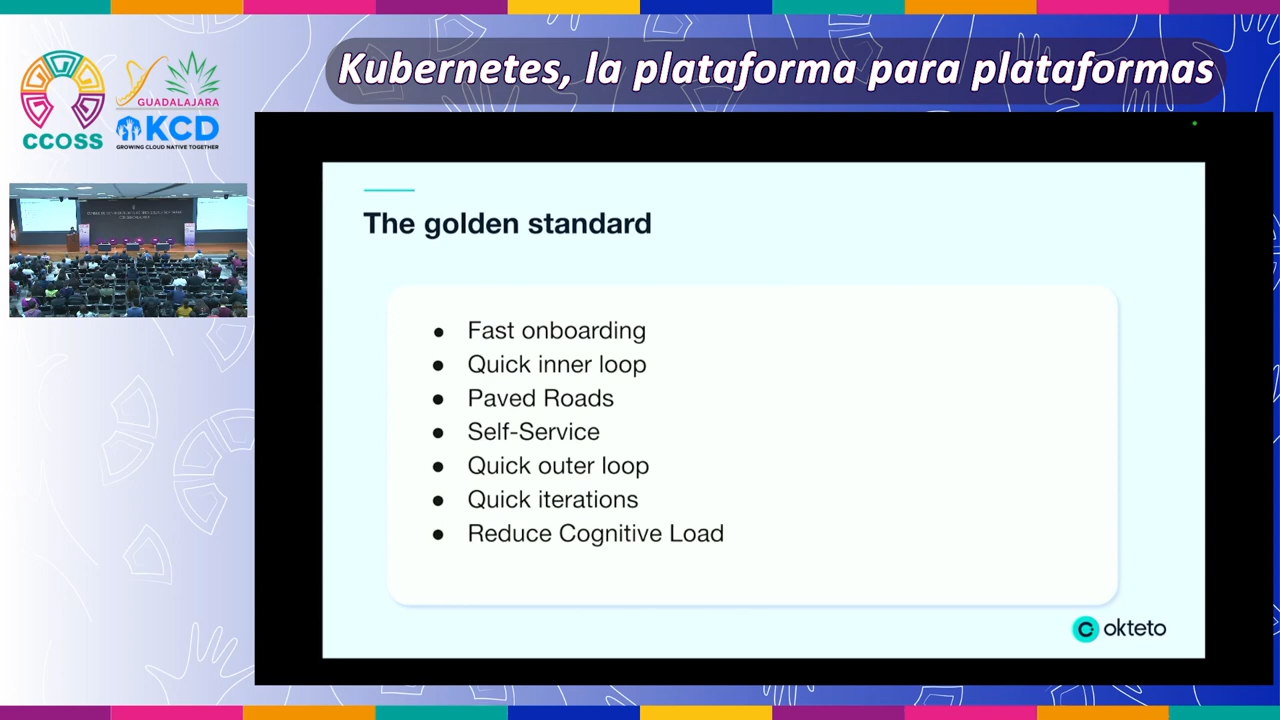 Kubernetes, la plataforma para plataformas
CCOSS
GUADALAJARA
KCD
GROWING CLOUD NATIVE TOGETHER
The golden standard
● Fast onboarding
● Quick inner loop
● Paved Roads
● Self-Service
● Quick outer loop
● Quick iterations
● Reduce Cognitive Load
okteto